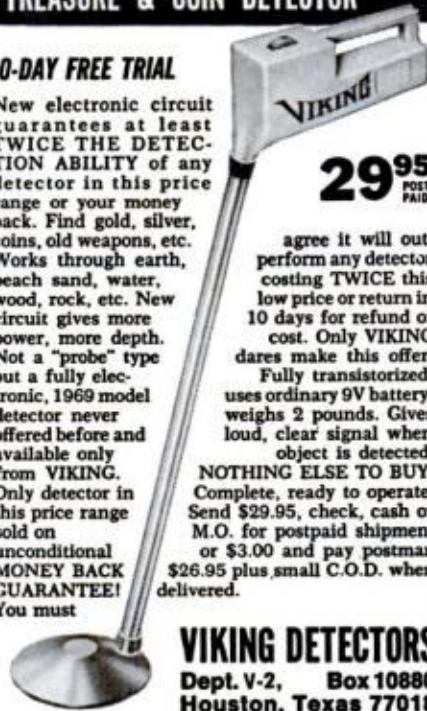 TREASURE & COIN DETECTOR
0-DAY FREE TRIAL
New electronic circuit
guarantees at least
TWICE THE DETEC-
TION ABILITY of any
detector in this price
range or your money
back. Find gold, silver,
coins, old weapons, etc.
Works through earth,
beach sand, water,
wood, rock, etc. New
circuit gives more
power, more depth.
Not a "probe" type
but a fully elec-
tronic, 1969 model
detector never
offered before and
available only
from VIKING.
Only detector in
this price range
sold on
unconditional
MONEY BACK
GUARANTEE!
You must
VIKING
29 95 POST PAID
agree it will out
perform any detector
costing TWICE this
low price or return in
10 days for refund of
cost. Only VIKING
dares make this offer
Fully transistorized
uses ordinary 9V battery
weighs 2 pounds. Gives
loud, clear signal when
object is detected
NOTHING ELSE TO BUY
Complete, ready to operate
Send $29.95, check, cash or
M.O. for postpaid shipment
or $3.00 and pay postman
$26.95 plus small C.O.D. when
delivered.
VIKING DETECTORS
Dept. V-2, Box 10880
Houston, Texas 77018